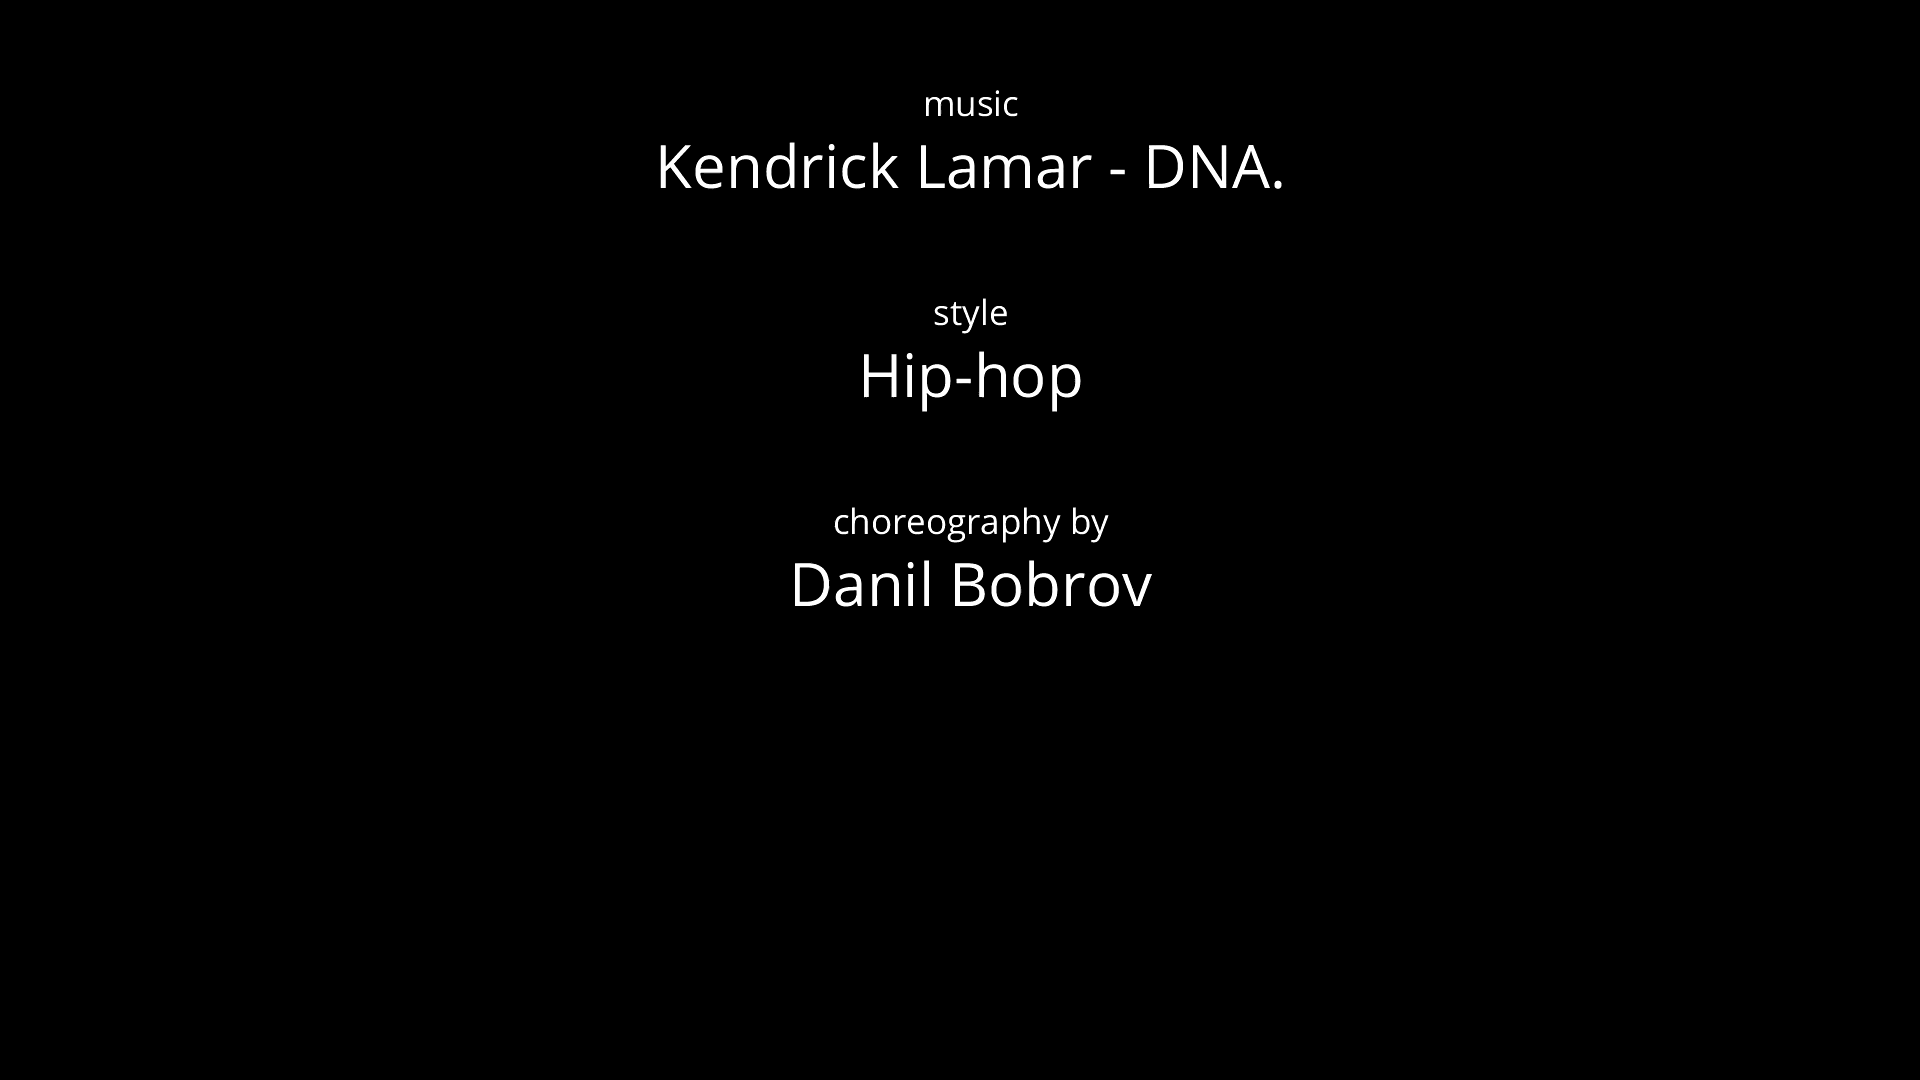 music
Kendrick Lamar - DNA.
style
Hip-hop
choreography by
Danil Bobrov